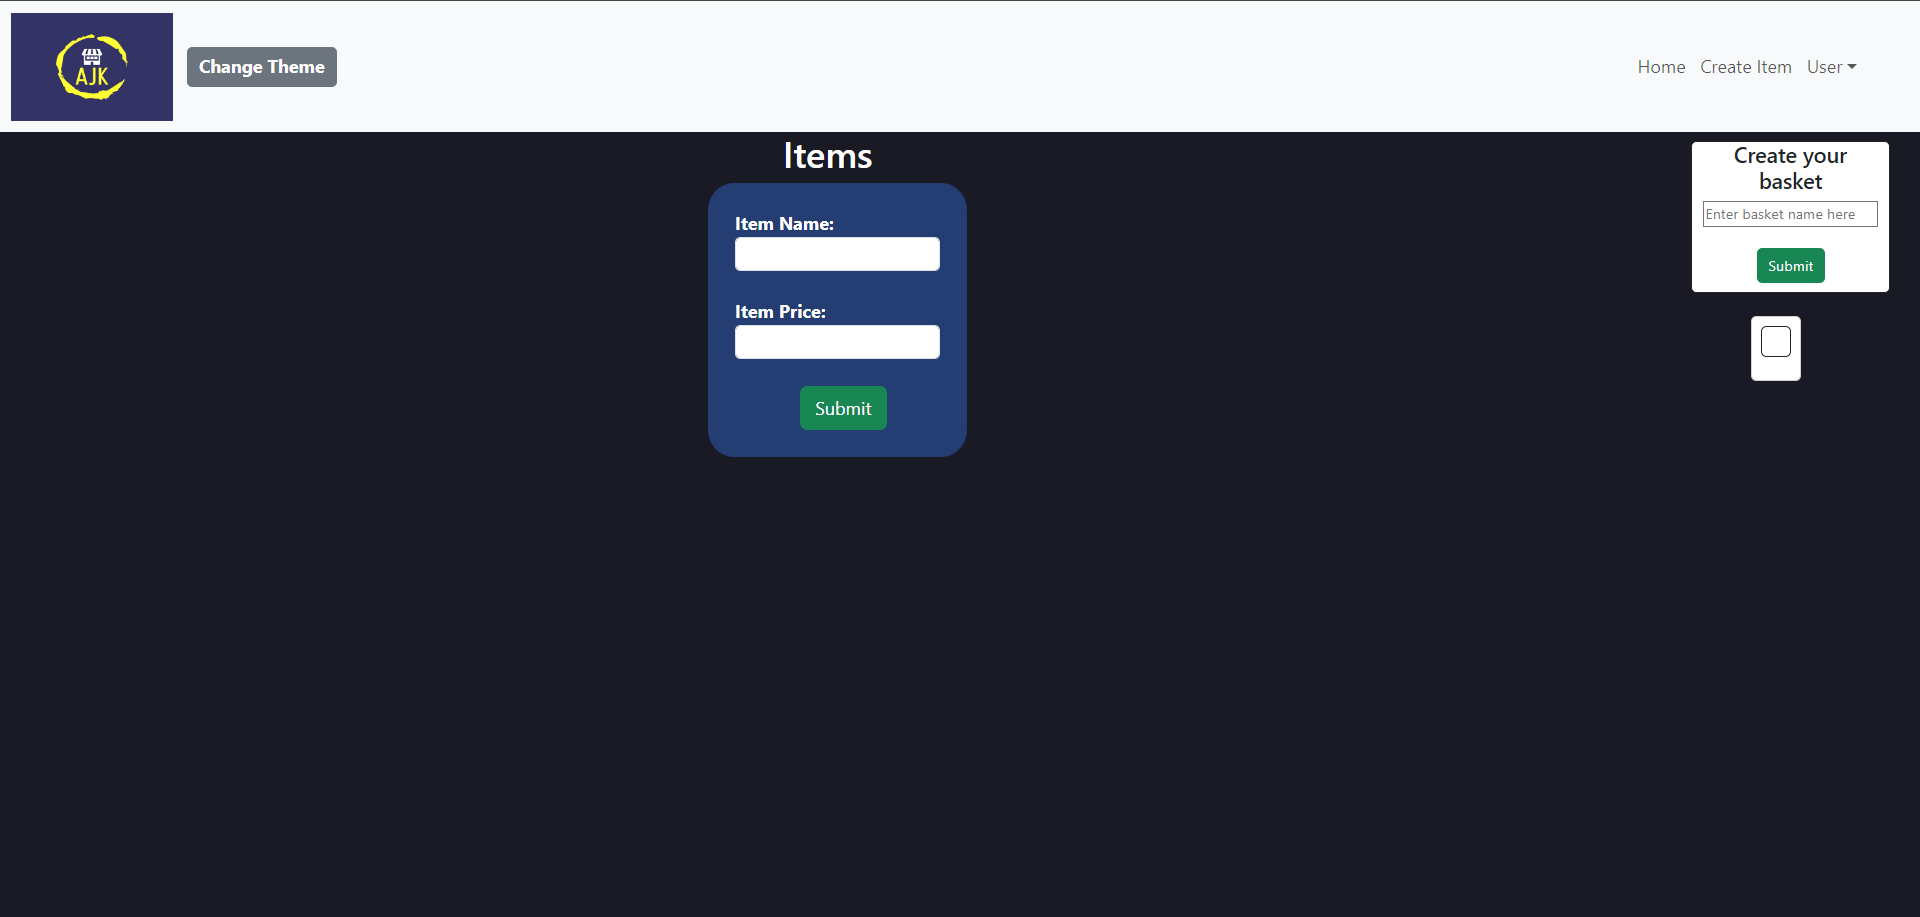 AJK
Change Theme
Home Create Item User
Items
Item Name:
Item Price:
Submit
Create your
basket
Enter basket name here
Submit